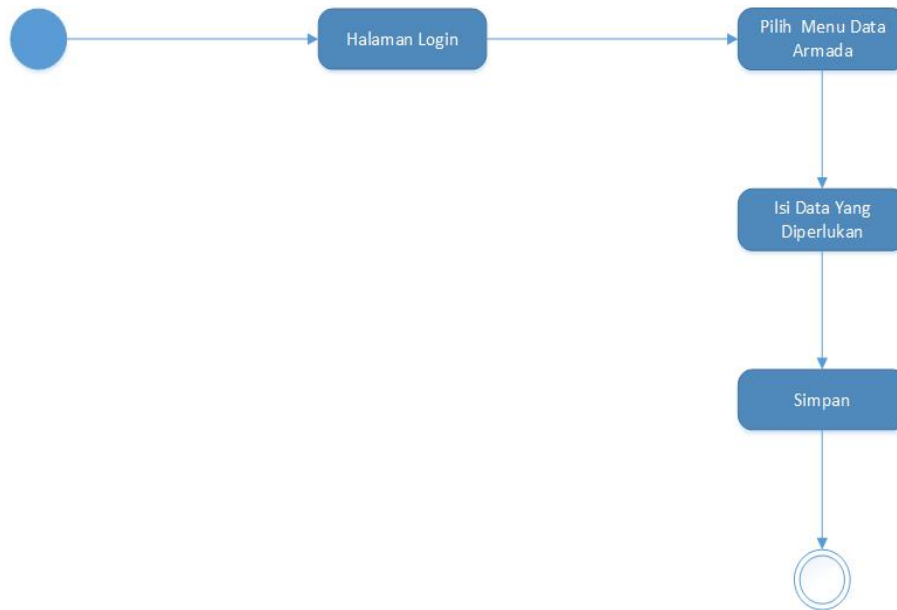 Halaman Login
Pilih Menu Data
Armada
Isi Data Yang
Diperlukan
Simpan